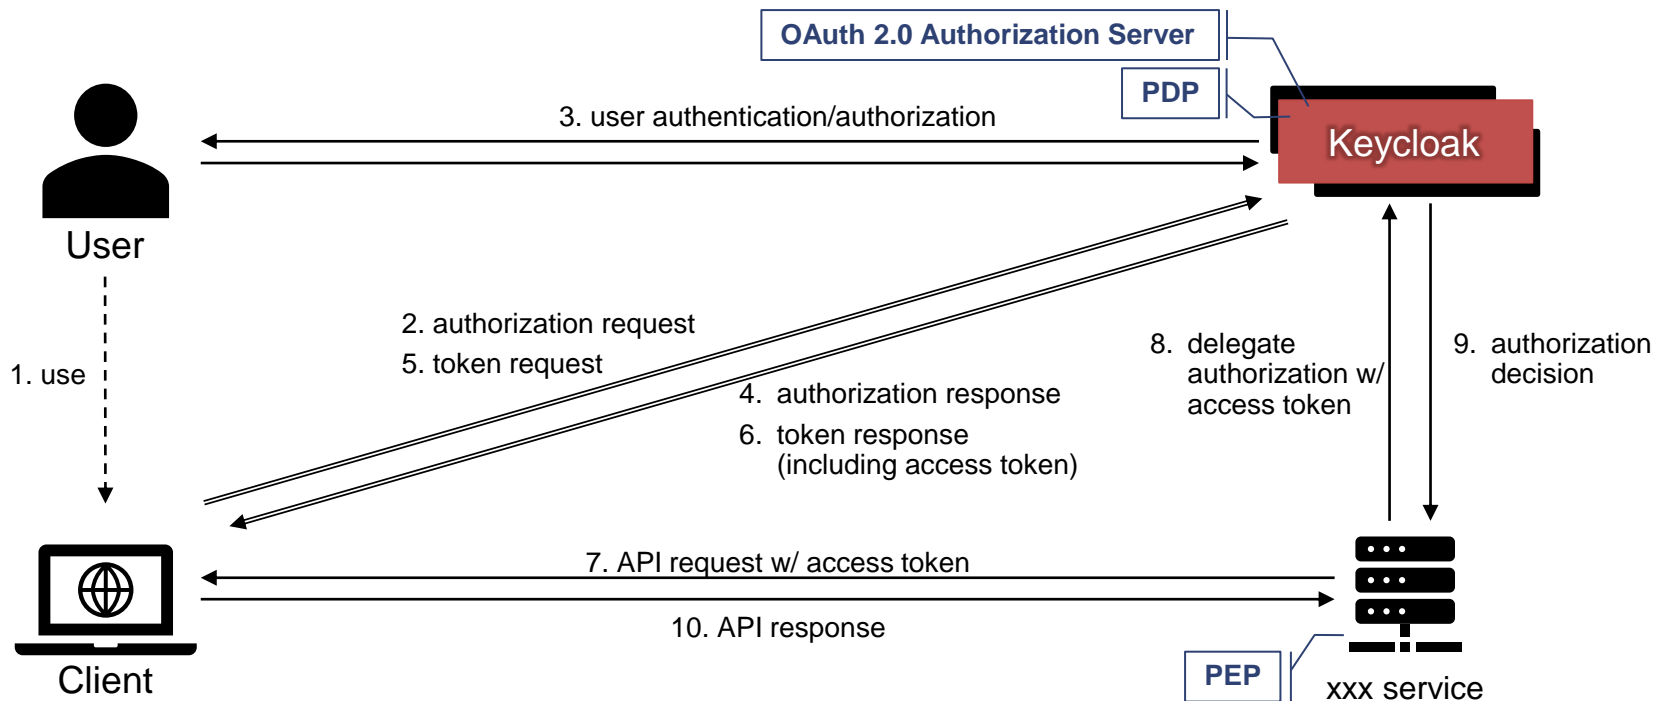 OAuth 2.0 Authorization Server
PDP
3. user authentication/authorization
Keycloak
User
2. authorization request
5. token request
1. use
4. authorization response
6. token response
(including access token)
8. delegate
authorization w/
access token
9. authorization
decision
7. API request w/ access token
10. API response
Client
PEP
xxx service